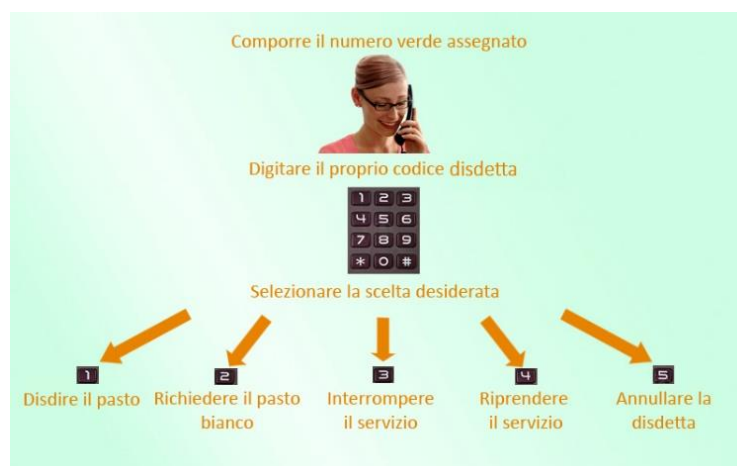 Comporre il numero verde assegnato
Digitare il proprio codice disdetta
1 2 3
4 5 6
7 8 9
* 0 #
Selezionare la scelta desiderata
1
Disdire il pasto
2
Richiedere il pasto
bianco
3
Interrompere
il servizio
4
Riprendere
il servizio
5
Annullare la
disdetta